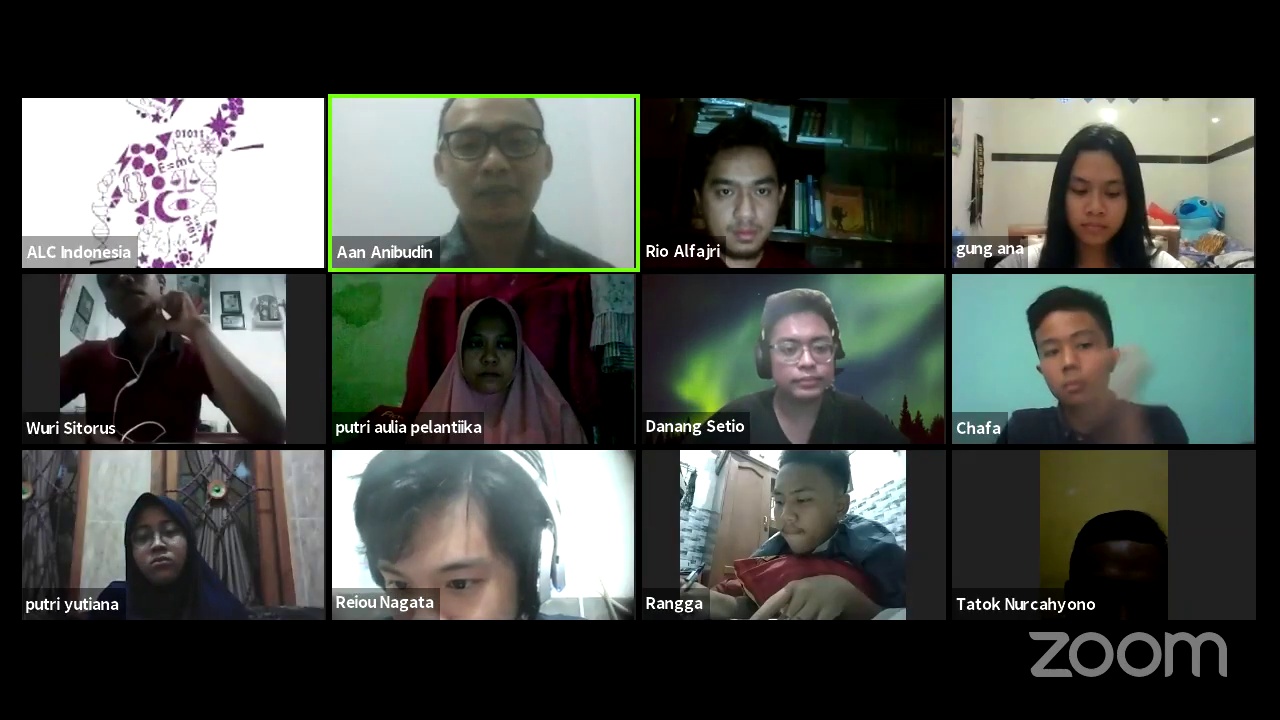 01011
E=mc
ALC Indonesia
Aan Anibudin
Rio Alfajri
gung ana
Wuri Sitorus
putri aulia pelantiika
Danang Setio
Chafa
putri yutiana
Reiou Nagata
Rangga
Tatok Nurcahyono
zoom